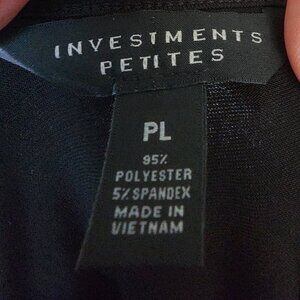 INVESTMENTS
PETITES
PL
95%
POLYESTER
5% SPANDEX
MADE IN
VIETNAM